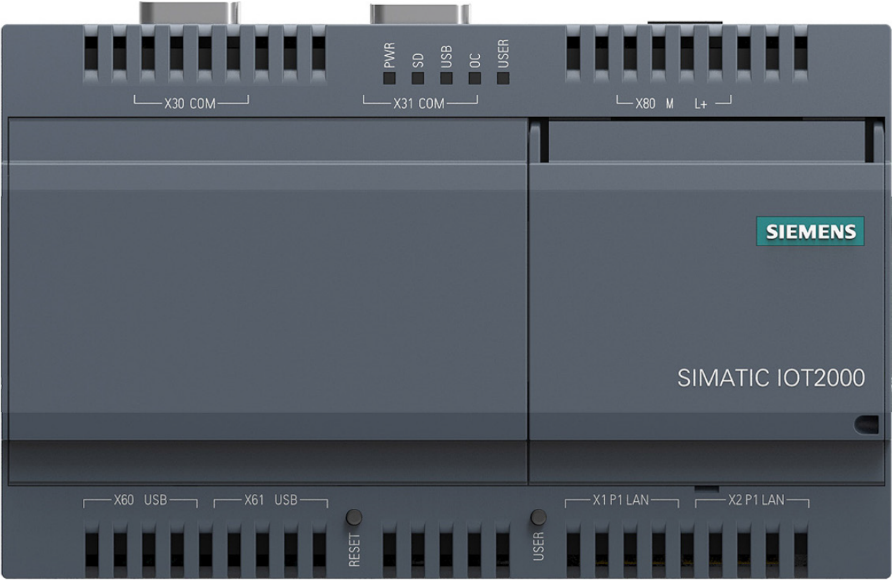 PWR
SD
USB
OC
USER
X30 COM
X31 COM
X80 M L+
SIEMENS
SIMATIC IOT2000
X60 USB
X61 USB
X1 P1 LAN
X2 P1 LAN
RESET
USER